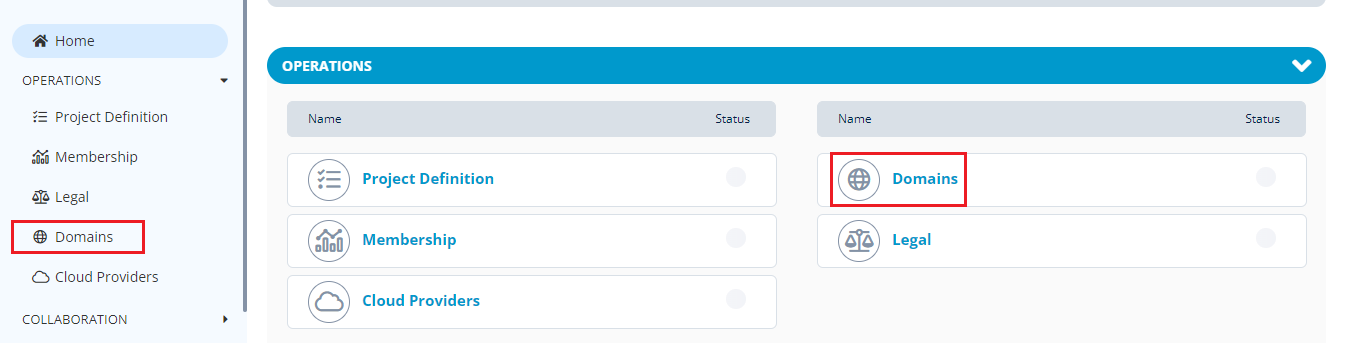 Home
OPERATIONS
Project Definition
Membership
Legal
Domains
Cloud Providers
COLLABORATION
OPERATIONS
Name Status Name Status
Project Definition Domains
Membership Legal
Cloud Providers